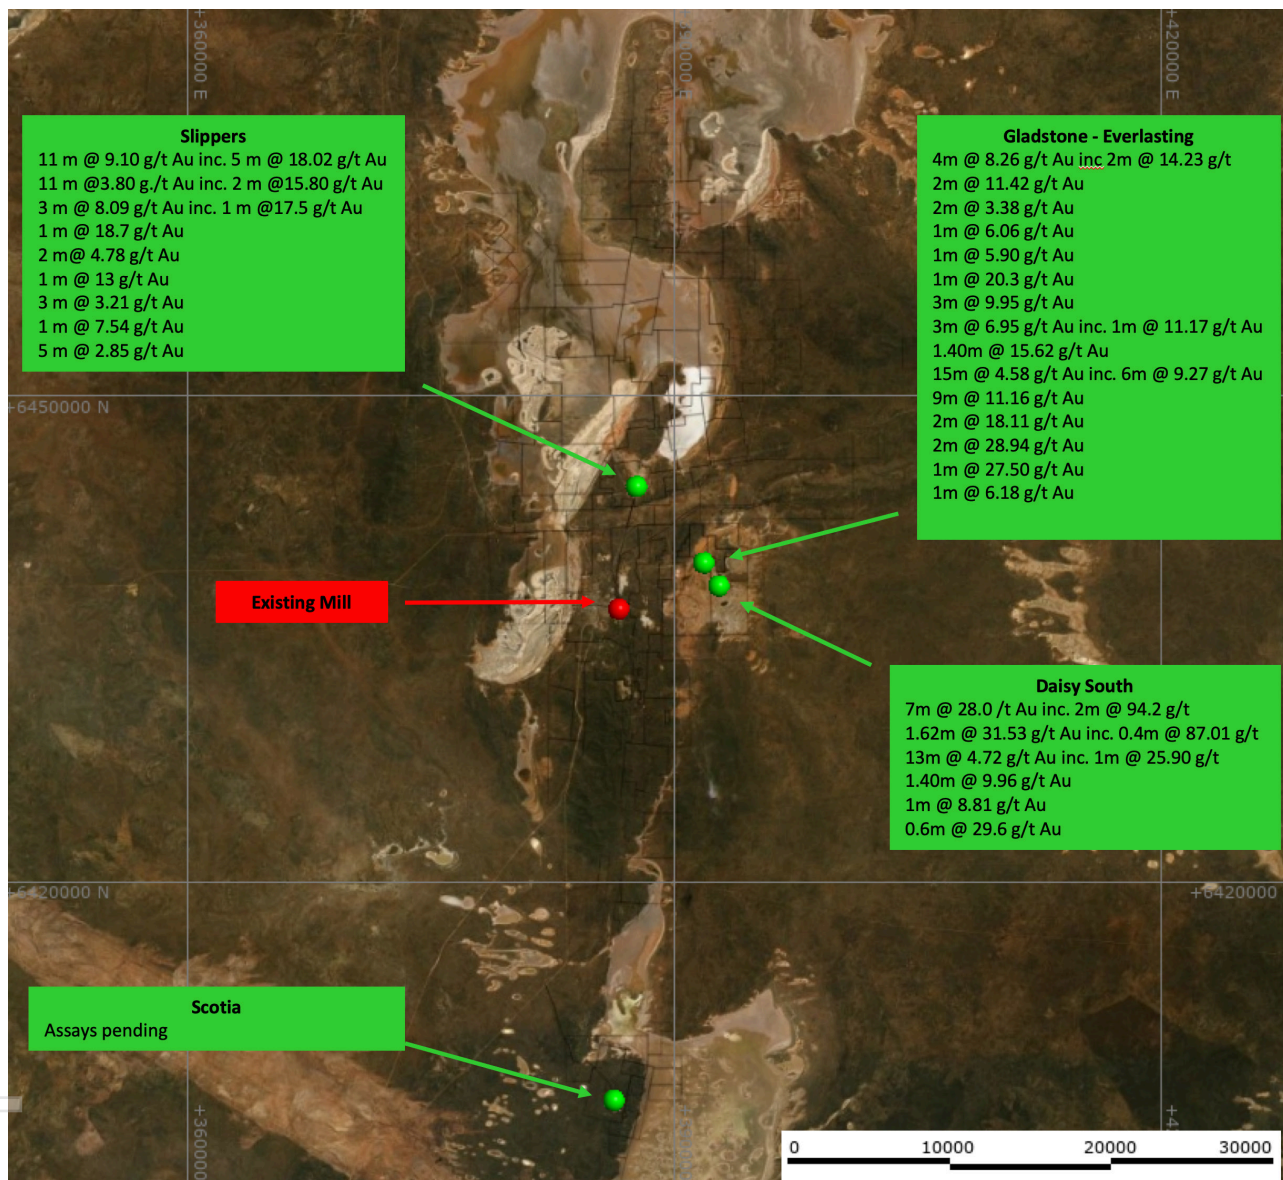 +360000 E
+420000 E
Slippers
11 m @ 9.10 g/t Au inc. 5 m @ 18.02 g/t Au
11 m @3.80 g./t Au inc. 2 m @15.80 g/t Au
3 m @ 8.09 g/t Au inc. 1 m @17.5 g/t Au
1 m @ 18.7 g/t Au
2 m@ 4.78 g/t Au
1 m @ 13 g/t Au
3 m @ 3.21 g/t Au
1 m @ 7.54 g/t Au
5 m @ 2.85 g/t Au
Gladstone - Everlasting
4m @ 8.26 g/t Au inc 2m @ 14.23 g/t
2m @ 11.42 g/t Au
2m @ 3.38 g/t Au
1m @ 6.06 g/t Au
1m @ 5.90 g/t Au
1m @ 20.3 g/t Au
3m @ 9.95 g/t Au
3m @ 6.95 g/t Au inc. 1m @ 11.17 g/t Au
1.40m @ 15.62 g/t Au
15m @ 4.58 g/t Au inc. 6m @ 9.27 g/t Au
9m @ 11.16 g/t Au
2m @ 18.11 g/t Au
2m @ 28.94 g/t Au
1m @ 27.50 g/t Au
1m @ 6.18 g/t Au
+6450000 N
Existing Mill
Daisy South
7m @ 28.0 /t Au inc. 2m @ 94.2 g/t
1.62m @ 31.53 g/t Au inc. 0.4m @ 87.01 g/t
13m @ 4.72 g/t Au inc. 1m @ 25.90 g/t
1.40m @ 9.96 g/t Au
1m @ 8.81 g/t Au
0.6m @ 29.6 g/t Au
+6420000 N
+6420000
Scotia
Assays pending
+360000
0 10000 20000 30000